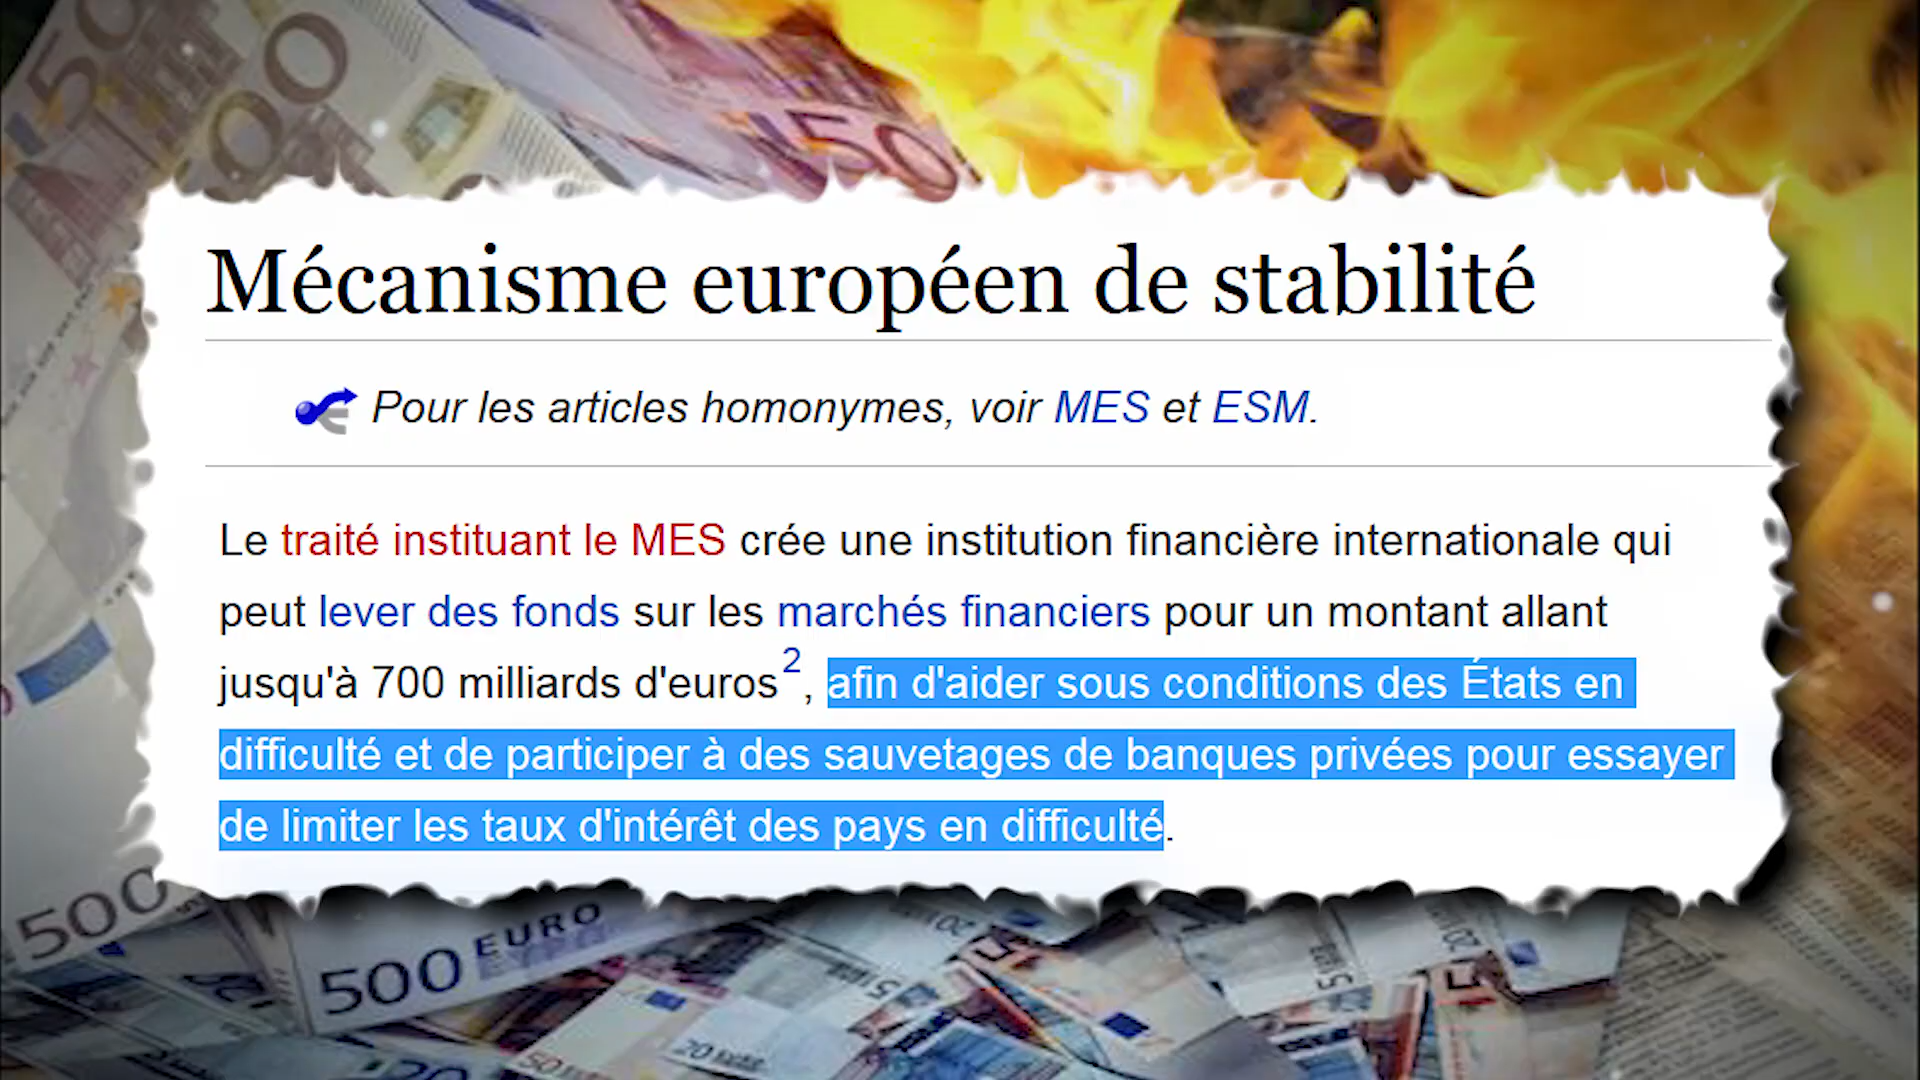 Mécanisme européen de stabilité
Pour les articles homonymes, voir MES et ESM.
Le traité instituant le MES crée une institution financière internationale qui
peut lever des fonds sur les marchés financiers pour un montant allant
jusqu'à 700 milliards d'euros2, afin d'aider sous conditions des États en
difficulté et de participer à des sauvetages de banques privées pour essayer
de limiter les taux d'intérêt des pays en difficulté.
500
500 EURO